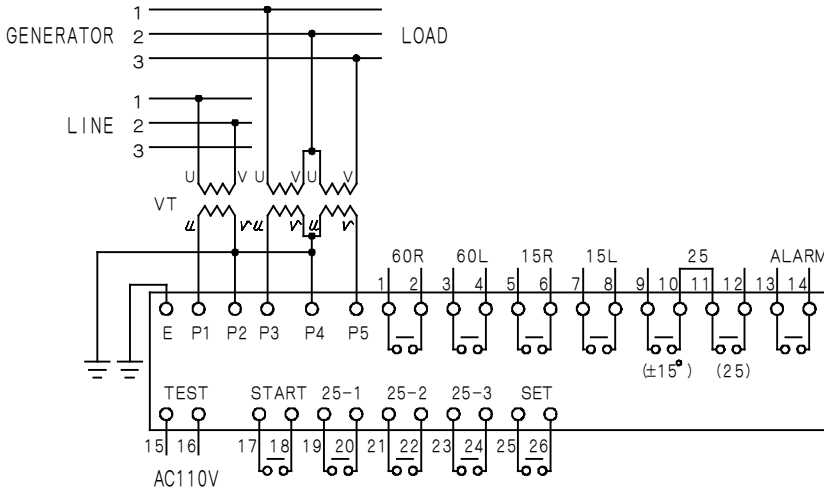 1
GENERATOR 2 LOAD
3
1
LINE 2
3
U V U V U V
VT
u v u v u v
60R 60L 15R 15L 25 ALARM
1 2 3 4 5 6 7 8 9 10 11 12 13 14
E P1 P2 P3 P4 P5
(±15°) (25)
TEST START 25-1 25-2 25-3 SET
15 16 17 18 19 20 21 22 23 24 25 26
AC110V